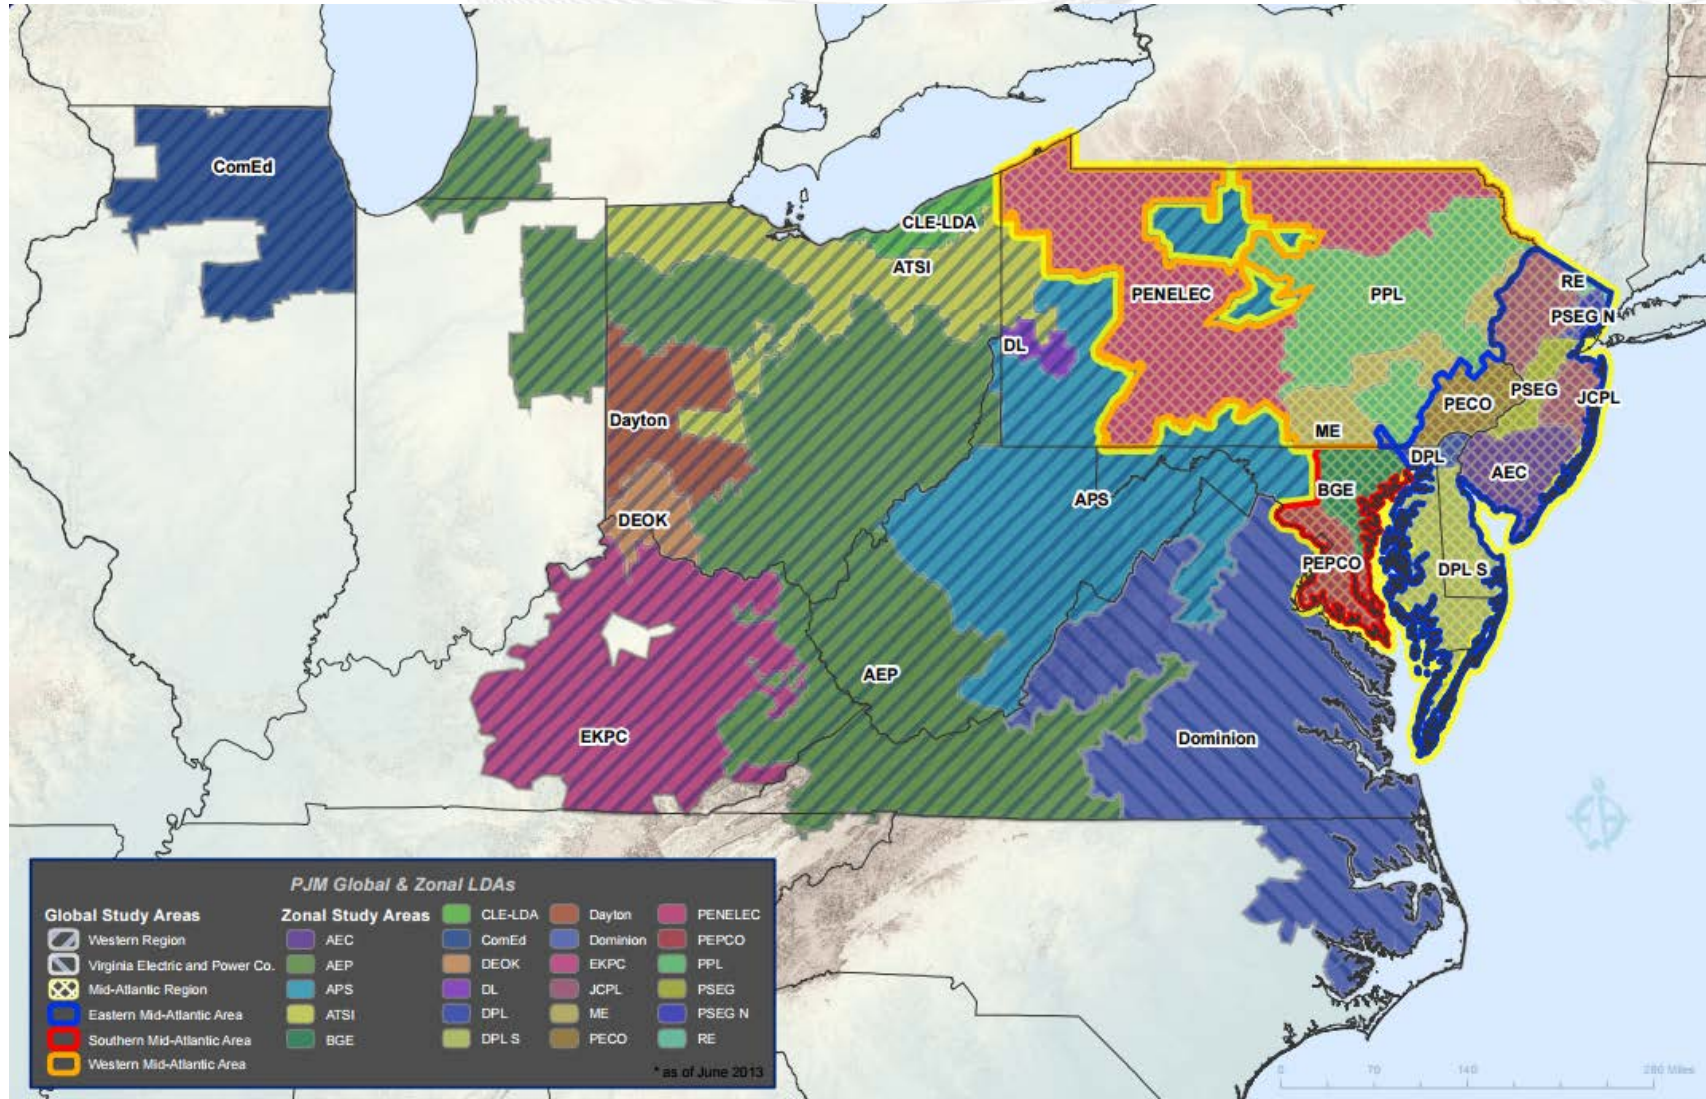 ComEd
CLE-LDA
ATSI
PENELEC
PPL
RE
PSEG N
DL
PSEG
JCPL
PECO
Dayton
ME
DPL
AEC
BGE
APS
DEOK
PEPCO
DPL S
AEP
EKPC
Dominion
PJM Global & Zonal LDAs
Global Study Areas
Western Region
Virginia Electric and Power Co.
Mid-Atlantic Region
Eastern Mid-Atlantic Area
Southern Mid-Atlantic Area
Western Mid-Atlantic Area
Zonal Study Areas
AEC
AEP
APS
ATSI
BGE
CLE-LDA
ComEd
DEOK
DL
DPL
DPL S
Dayton
Dominion
EKPC
JCPL
ME
PECO
PENELEC
PEPCO
PPL
PSEG
PSEG N
RE
* as of June 2013
0 70 140 280 Miles